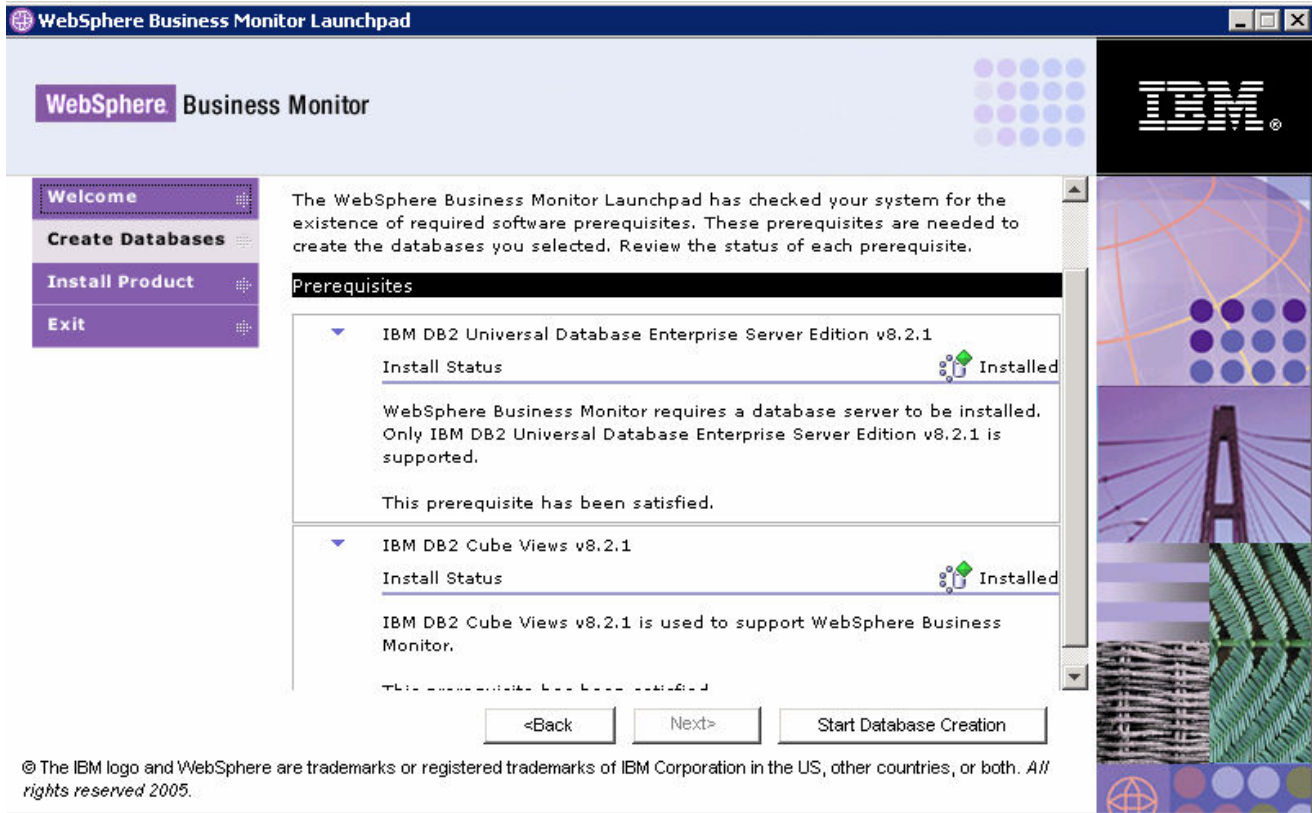 WebSphere Business Monitor Launchpad
WebSphere Business Monitor
IBM®
Welcome
Create Databases
Install Product
Exit
The WebSphere Business Monitor Launchpad has checked your system for the
existence of required software prerequisites. These prerequisites are needed to
create the databases you selected. Review the status of each prerequisite.
Prerequisites
IBM DB2 Universal Database Enterprise Server Edition v8.2.1
Install Status Installed
WebSphere Business Monitor requires a database server to be installed.
Only IBM DB2 Universal Database Enterprise Server Edition v8.2.1 is
supported.
This prerequisite has been satisfied.
IBM DB2 Cube Views v8.2.1
Install Status Installed
IBM DB2 Cube Views v8.2.1 is used to support WebSphere Business
Monitor.
This prerequisite has been satisfied
<Back Next> Start Database Creation
© The IBM logo and WebSphere are trademarks or registered trademarks of IBM Corporation in the US, other countries, or both. All
rights reserved 2005.